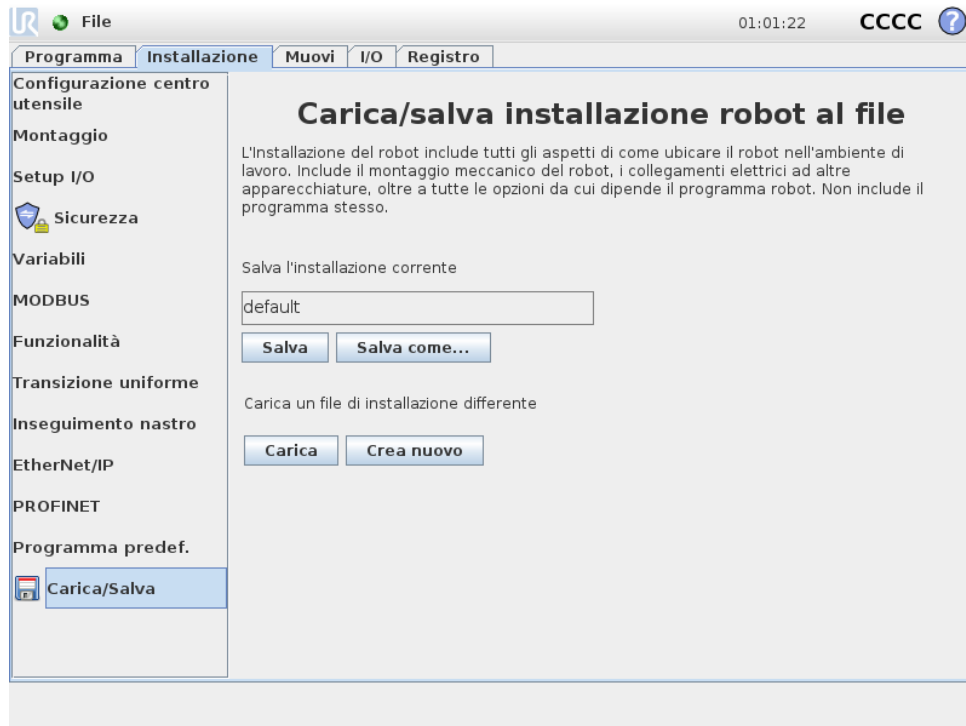 UR
File
01:01:22
CCCC
?
Programma
Installazione
Muovi
I/O
Registro
Configurazione centro
utensile
Montaggio
Setup I/O
Sicurezza
Variabili
MODBUS
Funzionalità
Transizione uniforme
Inseguimento nastro
EtherNet/IP
PROFINET
Programma predef.
Carica/Salva
Carica/salva installazione robot al file
L'Installazione del robot include tutti gli aspetti di come ubicare il robot nell'ambiente di
lavoro. Include il montaggio meccanico del robot, i collegamenti elettrici ad altre
apparecchiature, oltre a tutte le opzioni da cui dipende il programma robot. Non include il
programma stesso.
Salva l'installazione corrente
default
Salva
Salva come...
Carica un file di installazione differente
Carica
Crea nuovo